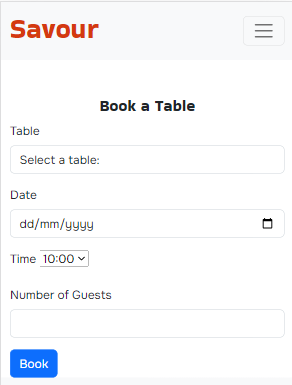 Savour
Book a Table
Table
Select a table:
Date
dd/mm/yyyy
Time 10:00
Number of Guests
Book